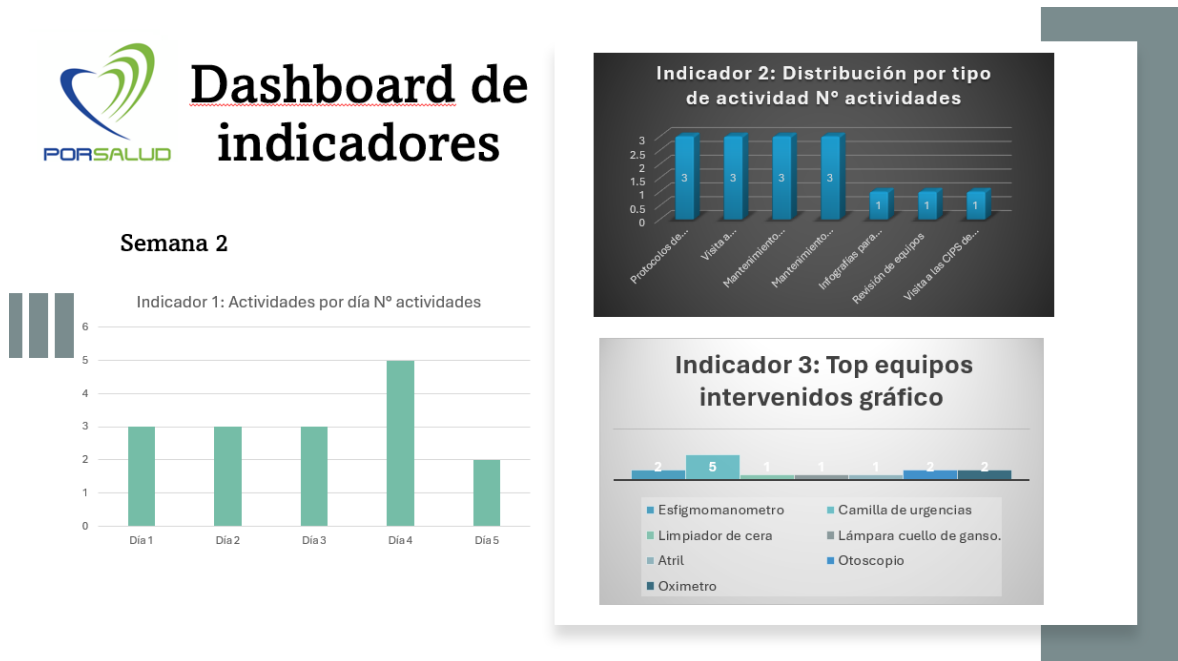 PORSALUD
Dashboard de
indicadores
Semana 2
Indicador 1: Actividades por día N° actividades
6
5
4
3
2
1
0
Día 1
Día 2
Día 3
Día 4
Día 5
Indicador 2: Distribución por tipo
de actividad N° actividades
3
2.5
2
1.5
1
0.5
0
3
3
3
3
1
1
1
Protocolos de...
Visita a...
Mantenimiento...
Mantenimiento...
Infografías para...
Revisión de equipos
Visita a las CIPS de...
Indicador 3: Top equipos
intervenidos gráfico
2
5
1
1
1
2
2
Esfigmomanometro
Camilla de urgencias
Limpiador de cera
Lámpara cuello de ganso.
Atril
Otoscopio
Oximetro